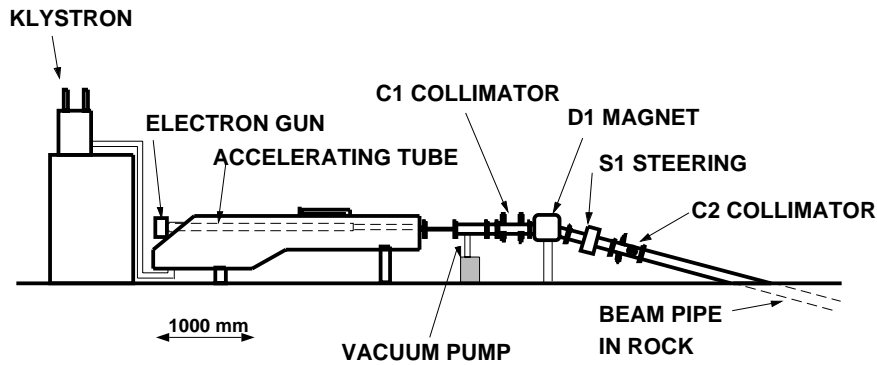 KLYSTRON
C1 COLLIMATOR
D1 MAGNET
ELECTRON GUN
ACCELERATING TUBE
S1 STEERING
C2 COLLIMATOR
1000 mm
VACUUM PUMP
BEAM PIPE
IN ROCK